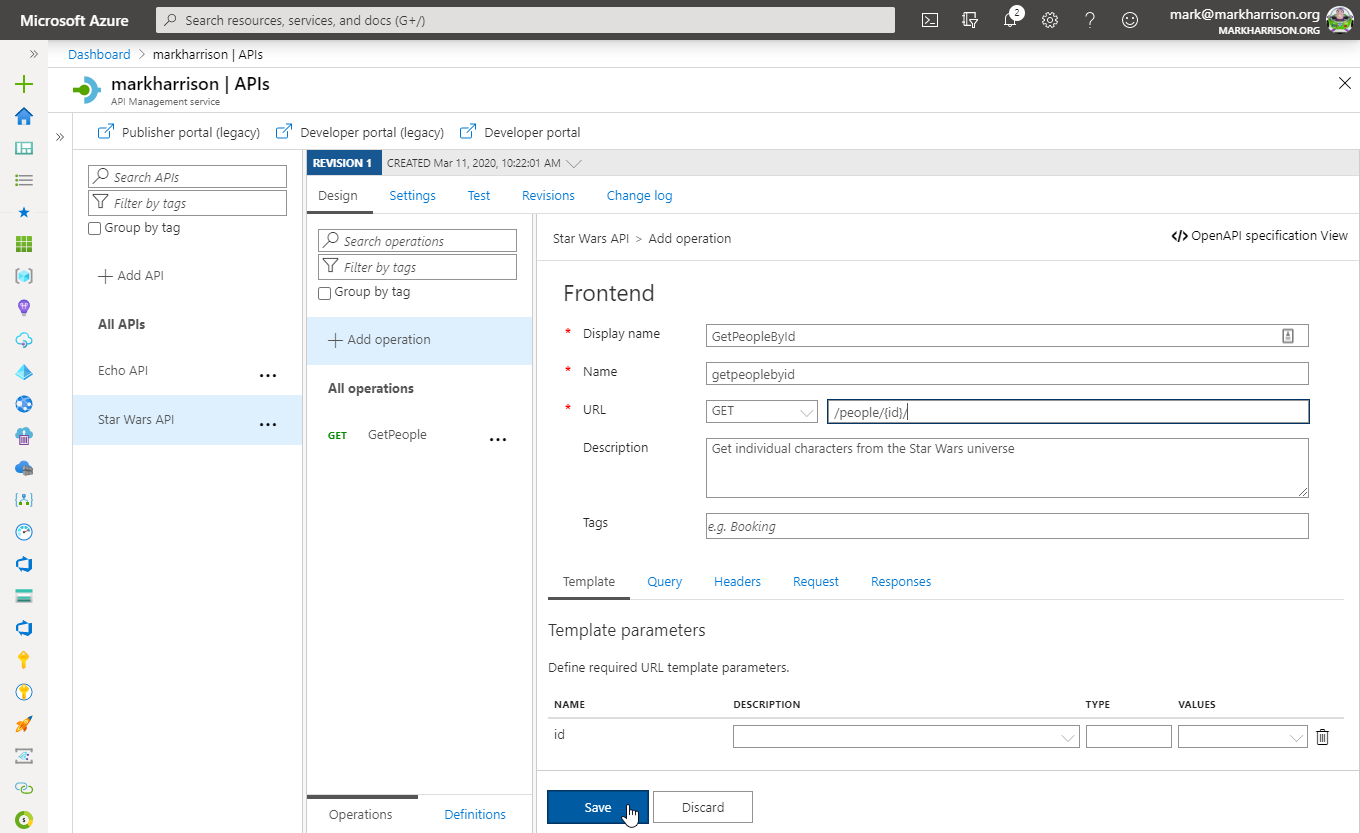 Microsoft Azure
Search resources, services, and docs (G+/)
2
mark@markharrison.org
MARKHARRISON.ORG
Dashboard > markharrison | APIs
markharrison | APIs
API Management service
Publisher portal (legacy)
Developer portal (legacy)
Developer portal
Search APIs
Filter by tags
Group by tag
Add API
All APIs
Echo API
Star Wars API
REVISION 1
CREATED Mar 11, 2020, 10:22:01 AM
Design
Settings
Test
Revisions
Change log
Search operations
Filter by tags
Group by tag
Add operation
All operations
GET GetPeople
Operations
Definitions
Star Wars API > Add operation
</> OpenAPI specification View
Frontend
* Display name
GetPeopleById
* Name
getpeoplebyid
* URL
GET
/people/{id}/
Description
Get individual characters from the Star Wars universe
Tags
e.g. Booking
Template
Query
Headers
Request
Responses
Template parameters
Define required URL template parameters.
NAME DESCRIPTION TYPE VALUES
id
Save
Discard